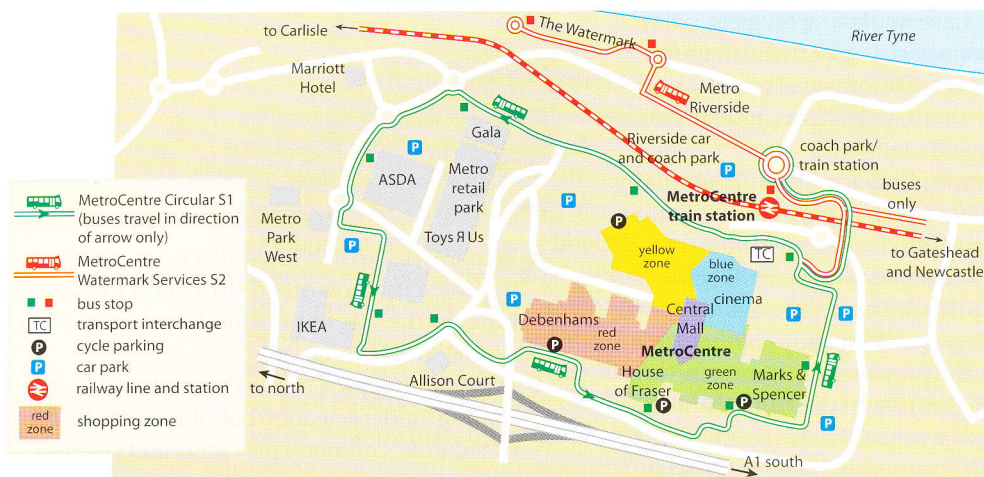 River Tyne
The Watermark
to Carlisle
Marriott
Hotel
Metro
Riverside
Gala
Riverside car
and coach park
coach park/
train station
P
P
ASDA
Metro
retail
park
MetroCentre
train station
buses
only
P
P
Metro
Park
West
Toys Я Us
yellow
zone
blue
zone
TC
to Gateshead
and Newcastle
P
cinema
P
Debenhams
red
zone
Central
Mall
P
P
IKEA
P
MetroCentre
House
of Fraser
green
zone
Marks &
Spencer
to north
Allison Court
P
P
P
A1 south
MetroCentre Circular S1
(buses travel in direction
of arrow only)
MetroCentre
Watermark Services S2
bus stop
TC
transport interchange
P
cycle parking
P
car park
railway line and station
red
zone
shopping zone